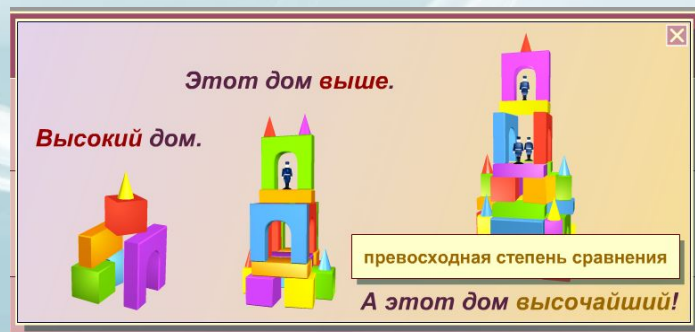 Этот дом выше.
Высокий дом.
превосходная степень сравнения
А этот дом высочайший!